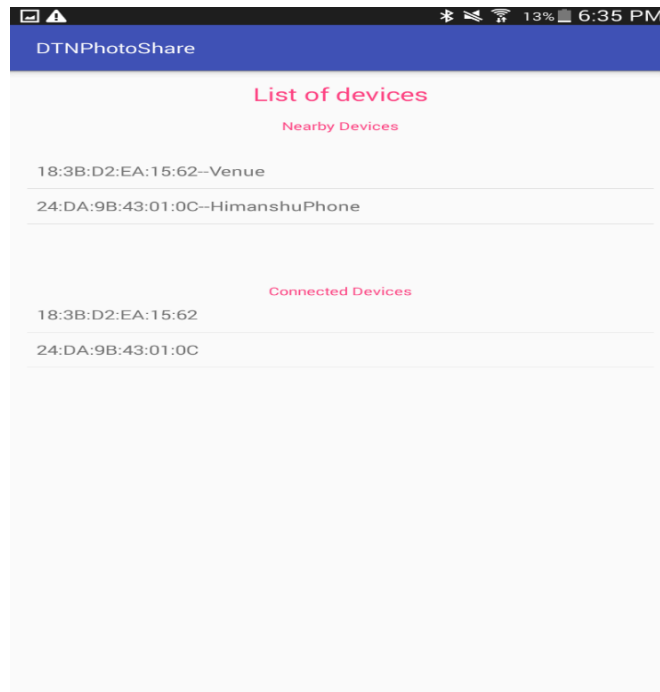 13% 6:35 PM
DTNPhotoShare
List of devices
Nearby Devices
18:3B:D2:EA:15:62--Venue
24:DA:9B:43:01:0C--HimanshuPhone
Connected Devices
18:3B:D2:EA:15:62
24:DA:9B:43:01:0C